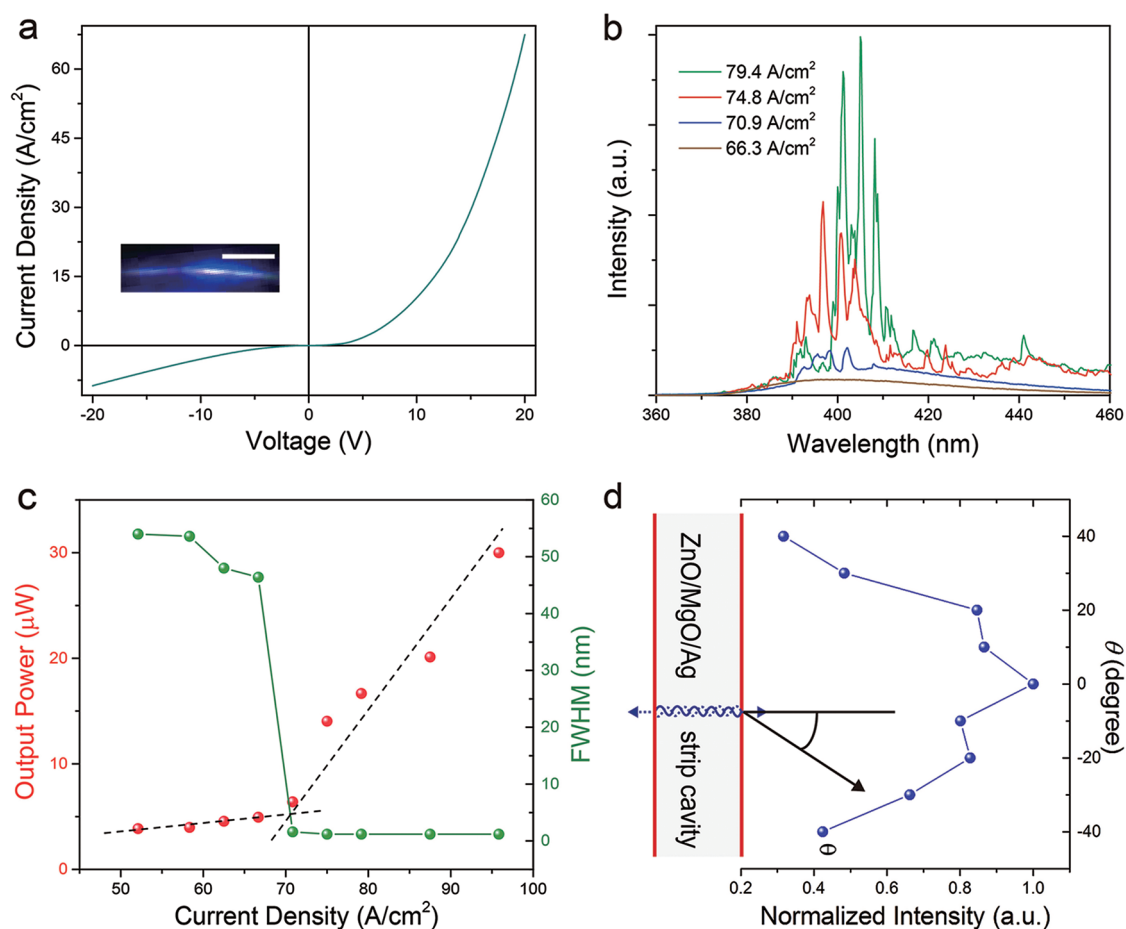 a
Current Density (A/cm²)
60
45
30
15
0
-20
-10
0
10
20
Voltage (V)
b
Intensity (a.u.)
79.4 A/cm²
74.8 A/cm²
70.9 A/cm²
66.3 A/cm²
360
380
400
420
440
460
Wavelength (nm)
c
Output Power (μW)
30
20
10
0
50
60
70
80
90
100
Current Density (A/cm²)
60
50
40
30
20
10
0
FWHM (nm)
d
ZnO/MgO/Ag
strip cavity
θ
0.2
0.4
0.6
0.8
1.0
Normalized Intensity (a.u.)
40
20
0
-20
-40
θ (degree)